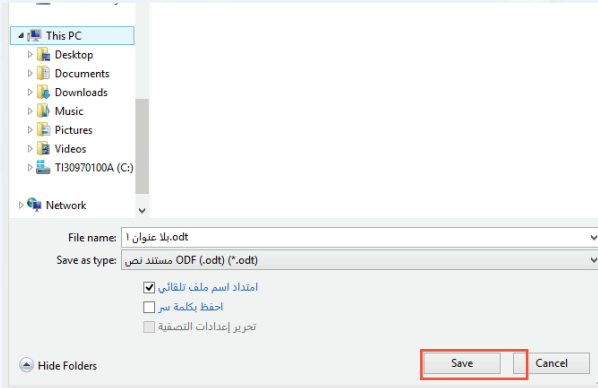 This PC
Desktop
Documents
Downloads
Music
Pictures
Videos
TI30970100A (C:)
Network
File name: بلا عنوان ١.odt
Save as type: مستند نص ODF (.odt) (*.odt)
امتداد اسم ملف تلقائي
احفظ بكلمة سر
تحرير إعدادات التصفية
Hide Folders Save Cancel